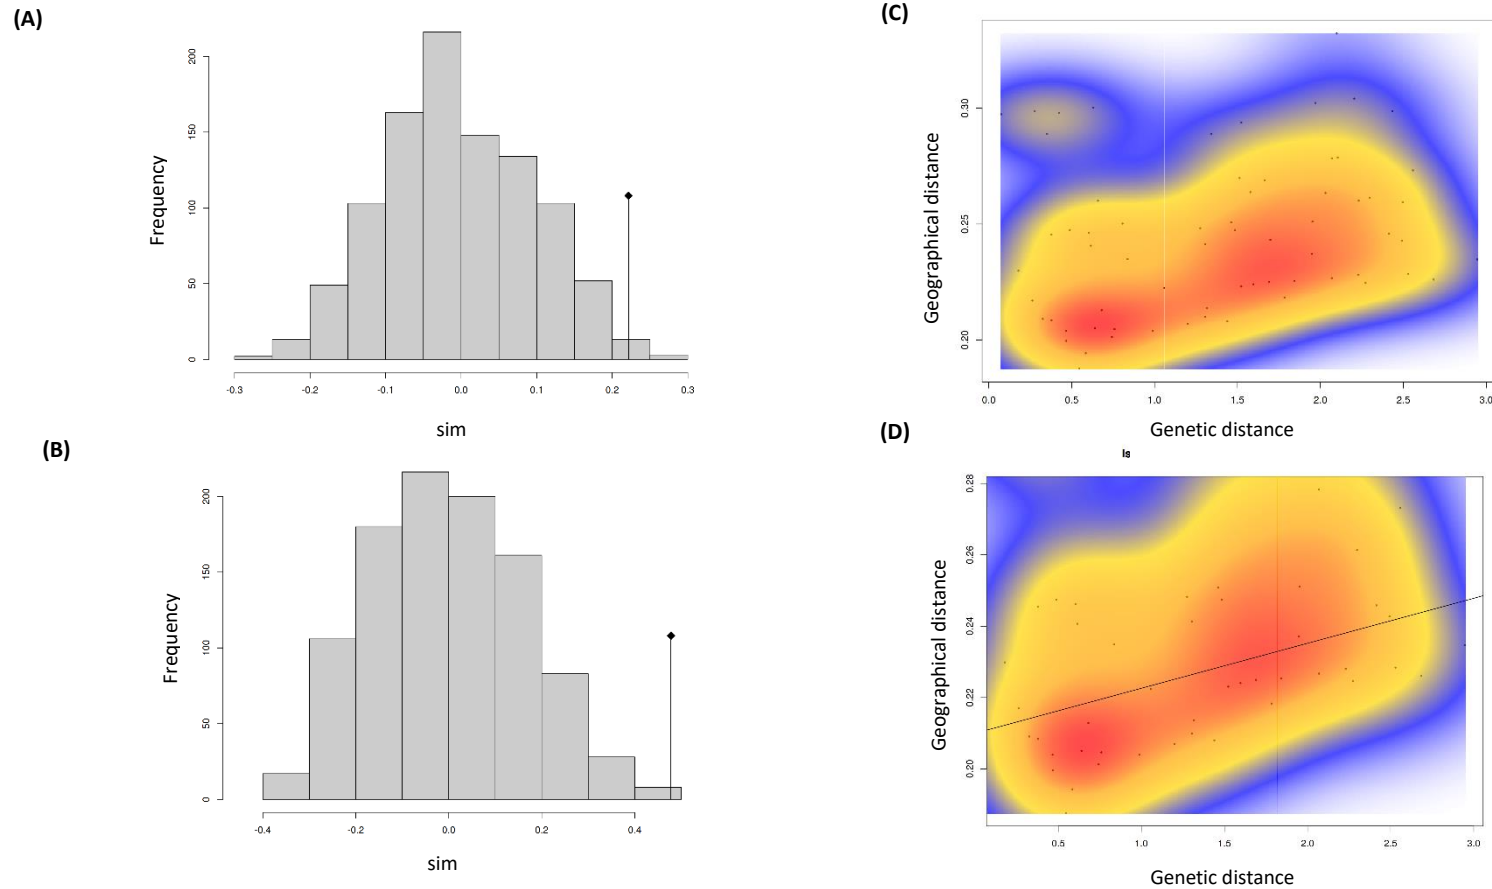 (A)
Frequency
200
150
100
50
0
-0.3 -0.2 -0.1 0.0 0.1 0.2 0.3
sim
(B)
Frequency
200
150
100
50
0
-0.4 -0.2 0.0 0.2 0.4
sim
(C)
Geographical distance
0.30
0.25
0.20
0.0 0.5 1.0 1.5 2.0 2.5 3.0
Genetic distance
(D)
Is
Geographical distance
0.28
0.26
0.24
0.22
0.20
0.5 1.0 1.5 2.0 2.5 3.0
Genetic distance